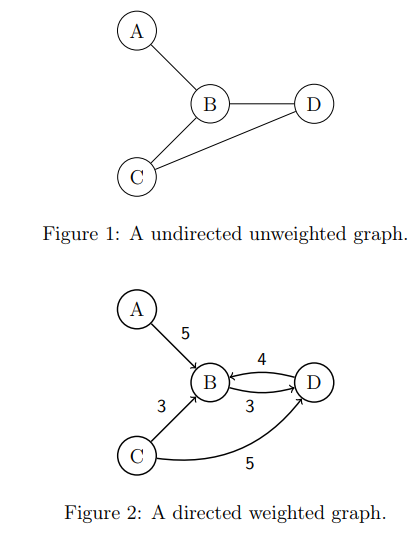 A
B
D
C
Figure 1: A undirected unweighted graph.
A
5
4
B
D
3
3
C
5
Figure 2: A directed weighted graph.